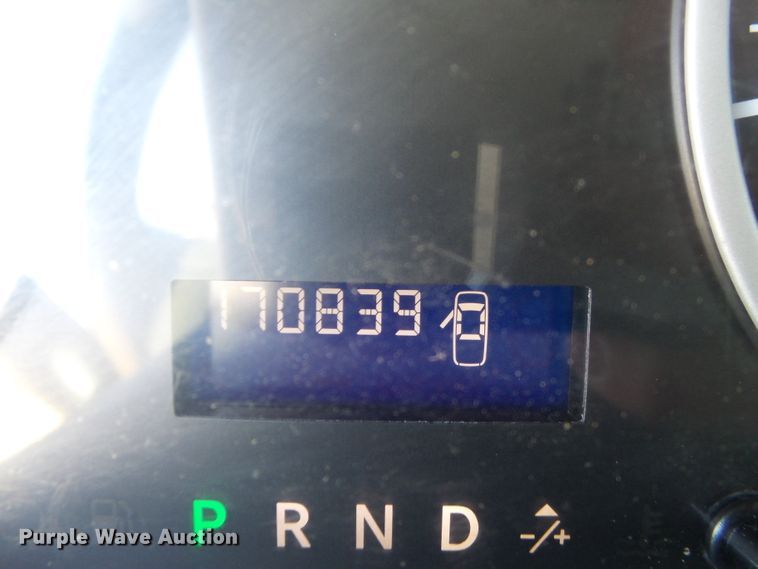 170839
P R N D -/+
Purple Wave Auction®